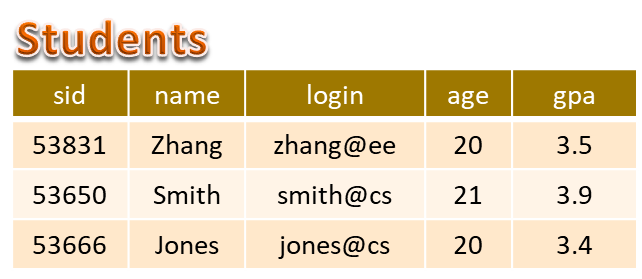 Students
sid name login age gpa
53831 Zhang zhang@ee 20 3.5
53650 Smith smith@cs 21 3.9
53666 Jones jones@cs 20 3.4